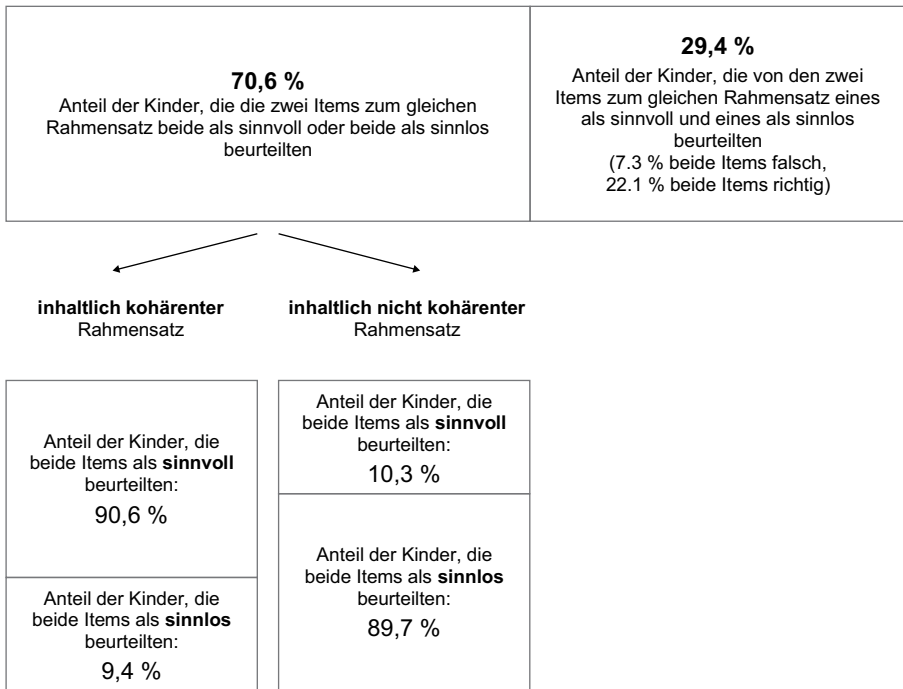 70,6 %
Anteil der Kinder, die die zwei Items zum gleichen
Rahmensatz beide als sinnvoll oder beide als sinnlos
beurteilten
29,4 %
Anteil der Kinder, die von den zwei
Items zum gleichen Rahmensatz eines
als sinnvoll und eines als sinnlos
beurteilten
(7.3 % beide Items falsch,
22.1 % beide Items richtig)
inhaltlich kohärenter
Rahmensatz
inhaltlich nicht kohärenter
Rahmensatz
Anteil der Kinder, die
beide Items als sinnvoll
beurteilten:
90,6 %
Anteil der Kinder, die
beide Items als sinnlos
beurteilten:
9,4 %
Anteil der Kinder, die
beide Items als sinnvoll
beurteilten:
10,3 %
Anteil der Kinder, die
beide Items als sinnlos
beurteilten:
89,7 %